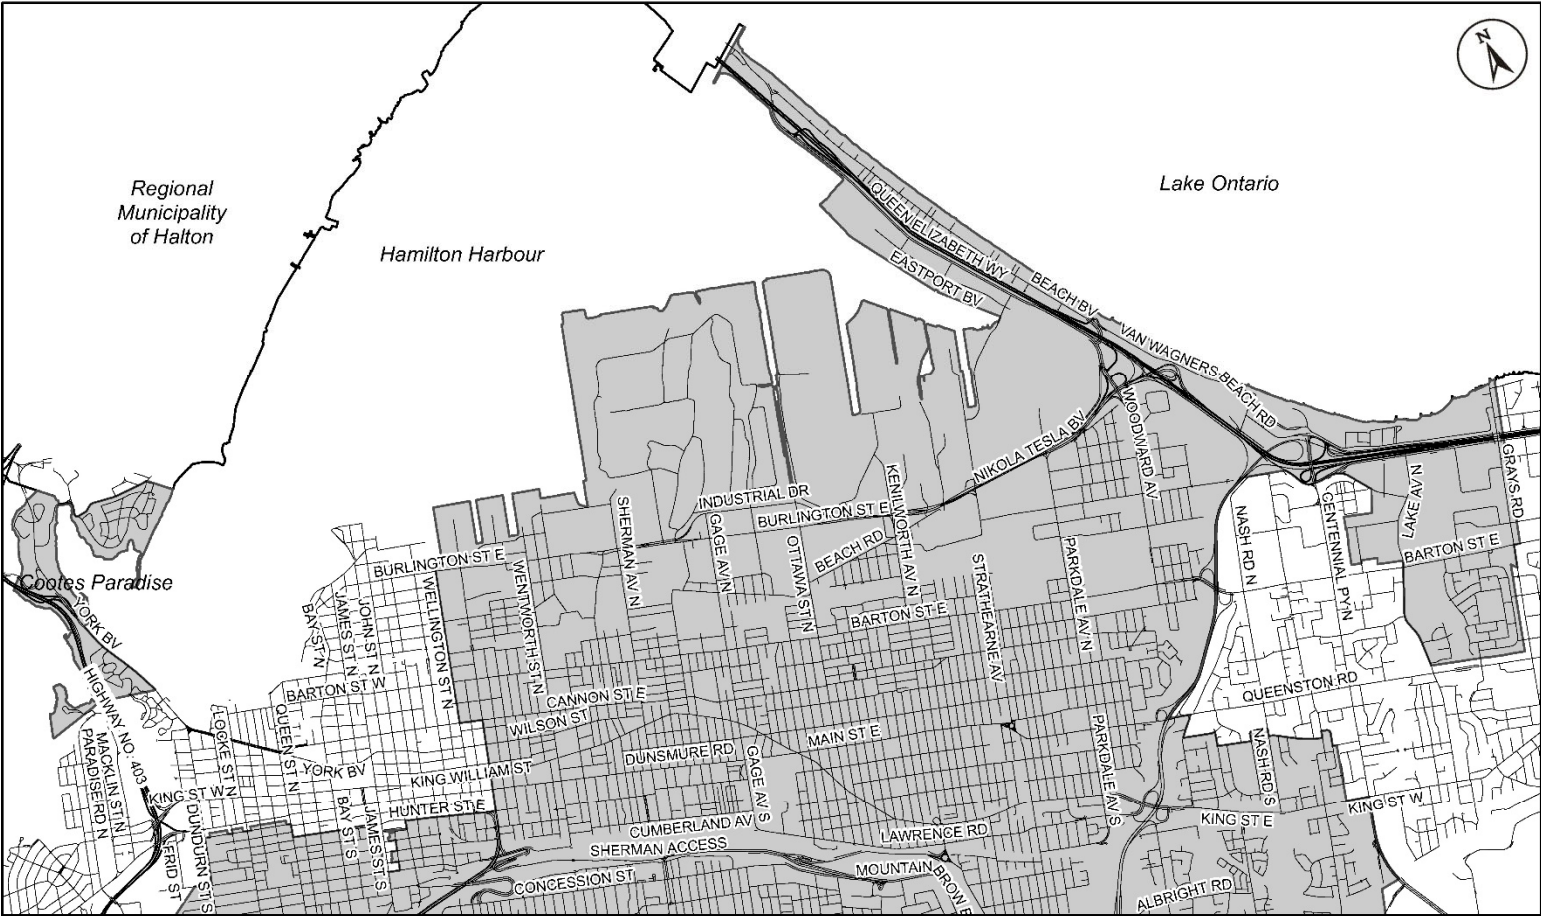 N
Regional
Municipality
of Halton
Lake Ontario
Hamilton Harbour
QUEEN ELIZABETH WY
EASTPORT BV
BEACH BV
VAN WAGNERS BEACH RD
WOODWARD AV
NIKOLA TESLA BV
KENILWORTH AV N
INDUSTRIAL DR
BURLINGTON ST E
BEACH RD
SHERMAN AV N
GAGE AV N
OTTAWA ST N
STRATHEARNE AV
PARKDALE AV N
NASH RD N
CENTENNIAL PY N
LAKE AV N
GRAYS RD
BARTON ST E
BURLINGTON ST E
WENTWORTH ST N
WELLINGTON ST N
BARTON ST E
Cootes Paradise
YORK BV
BAY ST N
JAMES ST N
JOHN ST N
BARTON ST W
QUEENSTON RD
CANNON ST E
WILSON ST
HIGHWAY NO. 403
MACKLIN ST N
PARADISE RD N
LOCKE ST N
QUEEN ST N
YORK BV
KING WILLIAM ST
DUNSMURE RD
GAGE AV S
MAIN ST E
PARKDALE AV S
NASH RD S
KING ST W
HUNTER ST E
KING ST W
KING ST E
CUMBERLAND AV
SHERMAN ACCESS
LAWRENCE RD
DUNDURN ST S
FRID ST
BAY ST S
JAMES ST S
CONCESSION ST
MOUNTAIN
BROW B
ALBRIGHT RD